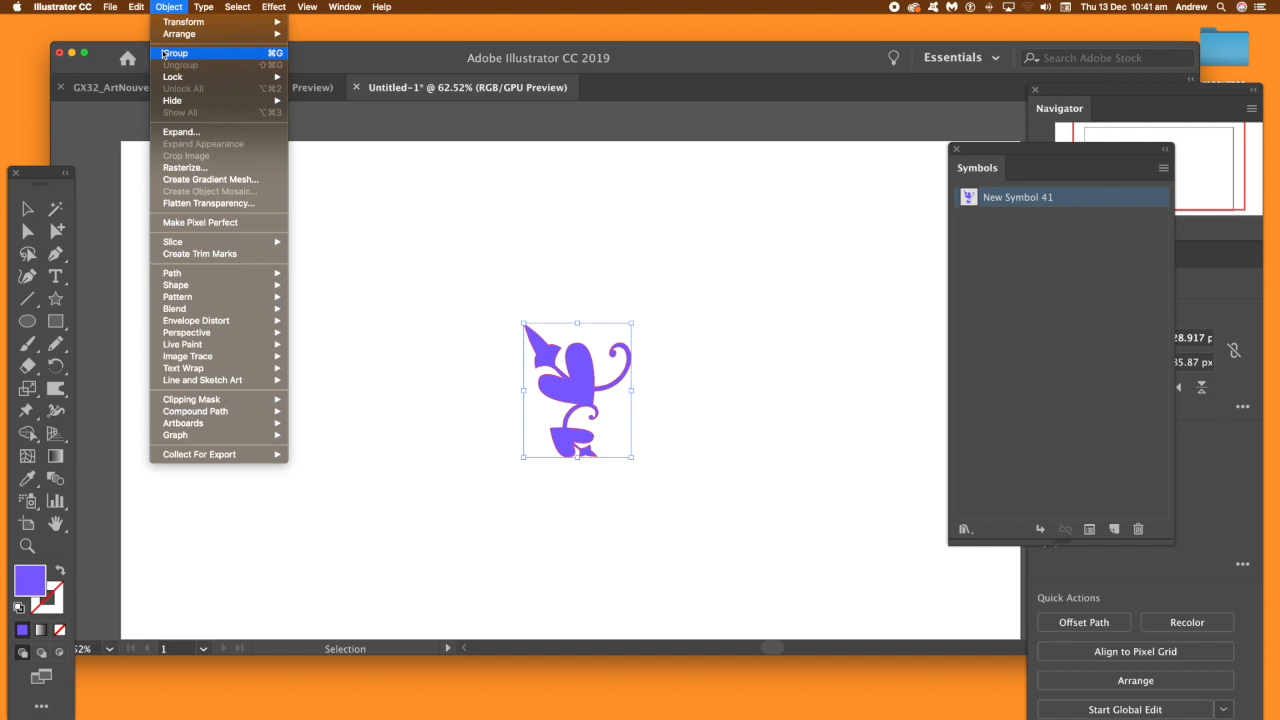 Illustrator CC File Edit Object Type Select Effect View Window Help Thu 13 Dec 10:41 am Andrew
Transform
Arrange
Group ⌘G
Ungroup ⇧⌘G
Lock
Unlock All ⌥⌘2
Hide
Show All ⌥⌘3
Expand...
Expand Appearance
Crop Image
Rasterize...
Create Gradient Mesh...
Create Object Mosaic...
Flatten Transparency...
Make Pixel Perfect
Slice
Create Trim Marks
Path
Shape
Pattern
Blend
Envelope Distort
Perspective
Live Paint
Image Trace
Text Wrap
Line and Sketch Art
Clipping Mask
Compound Path
Artboards
Graph
Collect For Export
Adobe Illustrator CC 2019
Essentials
Search Adobe Stock
GX32_ArtNouve
Preview)
Untitled-1* @ 62.52% (RGB/GPU Preview)
Navigator
Symbols
New Symbol 41
28.917 p
35.87 px
Quick Actions
Offset Path Recolor
Align to Pixel Grid
Arrange
Start Global Edit
52% 1 Selection